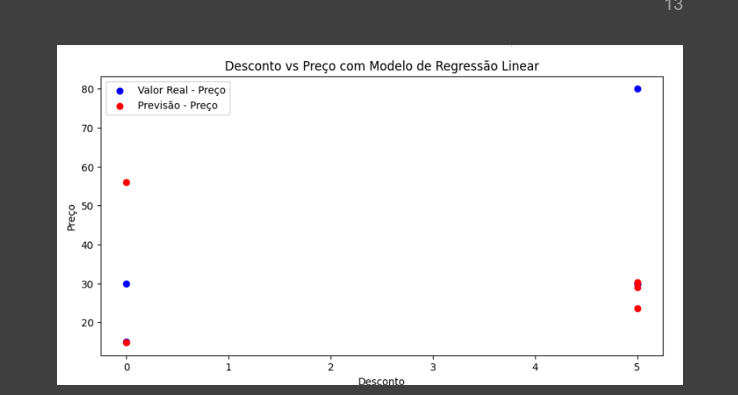 13
Desconto vs Preço com Modelo de Regressão Linear
Valor Real - Preço
Previsão - Preço
80
70
60
50
40
30
20
Preço
0 1 2 3 4 5
Desconto